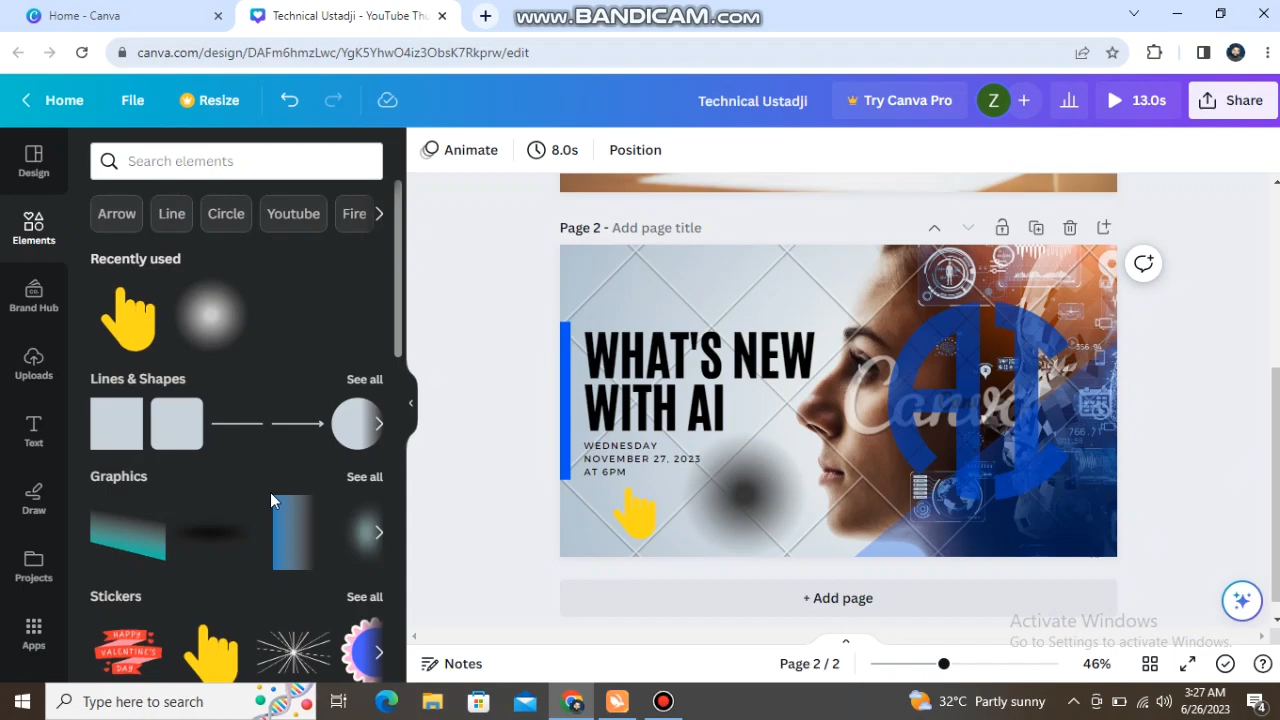 Home - Canva
Technical Ustadji - YouTube Thu
www.BANDICAM.com
canva.com/design/DAFm6hmzLwc/YgK5YhwO4iz3ObsK7Rkprw/edit
Home
File
Resize
Technical Ustadji
Try Canva Pro
Z
13.0s
Share
Design
Elements
Brand Hub
Uploads
Text
Draw
Projects
Apps
Search elements
Arrow
Line
Circle
Youtube
Fire
Recently used
Lines & Shapes
See all
Graphics
See all
Stickers
See all
HAPPY
VALENTINE'S
DAY
Animate
8.0s
Position
Page 2 - Add page title
WHAT'S NEW
WITH AI
WEDNESDAY
NOVEMBER 27, 2023
AT 6PM
Canva
356.94
+ Add page
Activate Windows
Go to Settings to activate Windows.
Notes
Page 2 / 2
46%
Type here to search
32°C Partly sunny
3:27 AM
6/26/2023
4